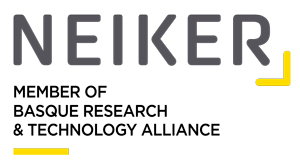 NEIKER
MEMBER OF
BASQUE RESEARCH
& TECHNOLOGY ALLIANCE